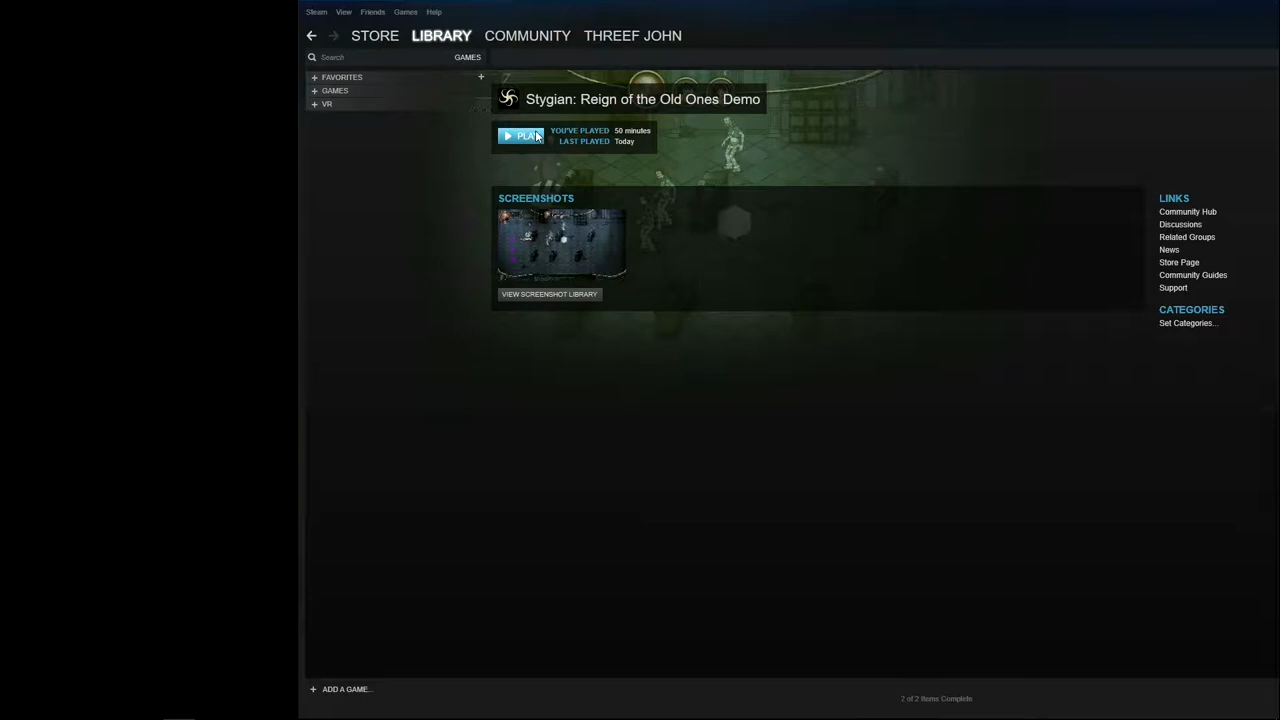 Steam View Friends Games Help
STORE LIBRARY COMMUNITY THREEF JOHN
Search GAMES
+ FAVORITES +
+ GAMES
+ VR
Stygian: Reign of the Old Ones Demo
PLA YOU'VE PLAYED 50 minutes
LAST PLAYED Today
SCREENSHOTS
VIEW SCREENSHOT LIBRARY
LINKS
Community Hub
Discussions
Related Groups
News
Store Page
Community Guides
Support
CATEGORIES
Set Categories...
+ ADD A GAME...
2 of 2 Items Complete